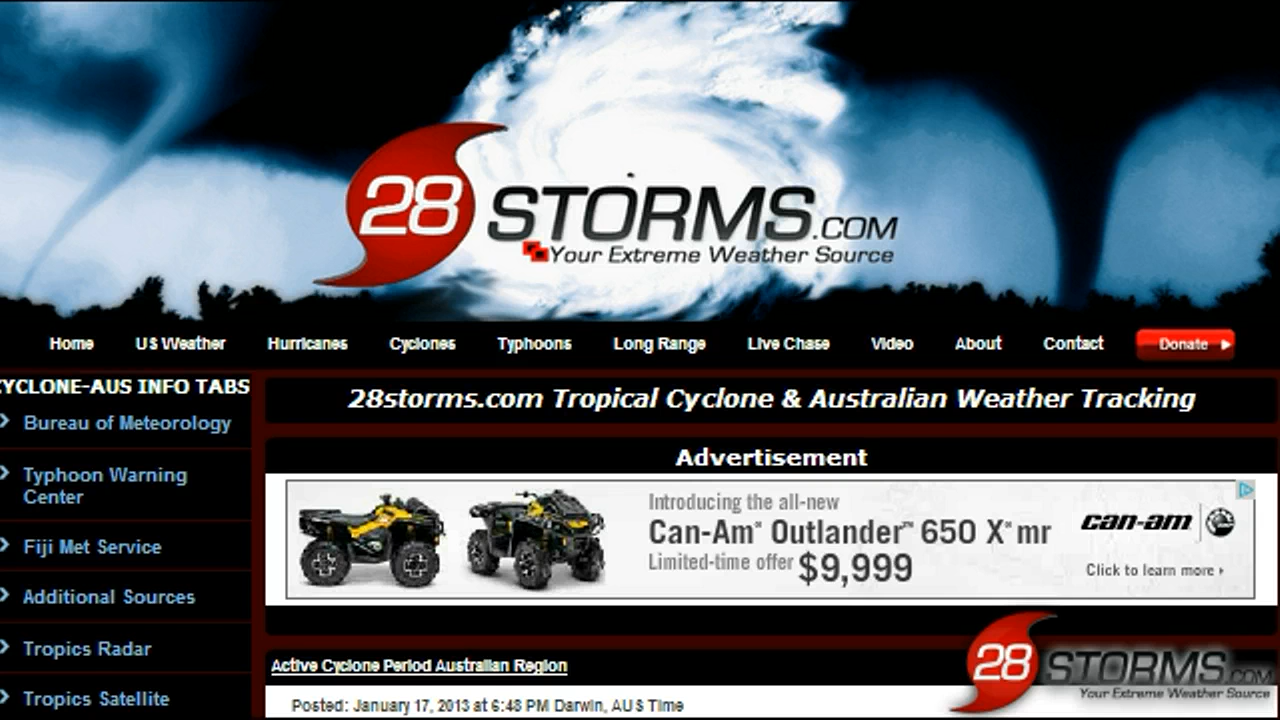 28 STORMS.COM
Your Extreme Weather Source
Home US Weather Hurricanes Cyclones Typhoons Long Range Live Chase Video About Contact Donate
CYCLONE-AUS INFO TABS
Bureau of Meteorology
Typhoon Warning
Center
Fiji Met Service
Additional Sources
Tropics Radar
Tropics Satellite
28storms.com Tropical Cyclone & Australian Weather Tracking
Advertisement
Introducing the all-new
Can-Am® Outlander™ 650 X® mr
Limited-time offer $9,999
can-am
Click to learn more
Active Cyclone Period Australian Region
Posted: January 17, 2013 at 6:48 PM Darwin, AUS Time
28 STORMS.COM
Your Extreme Weather Source